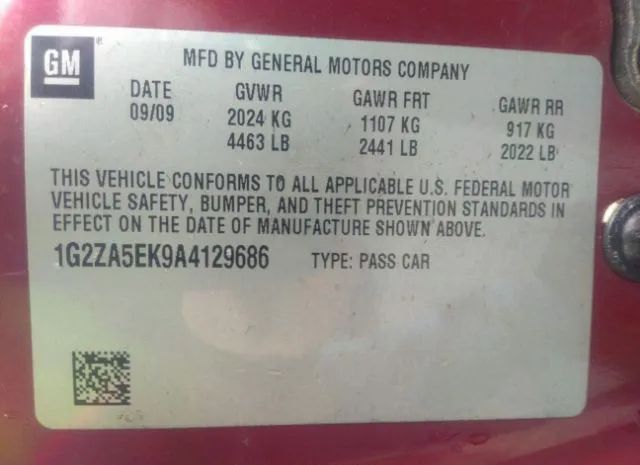 GM
MFD BY GENERAL MOTORS COMPANY
DATE GVWR GAWR FRT GAWR RR
09/09 2024 KG 1107 KG 917 KG
4463 LB 2441 LB 2022 LB
THIS VEHICLE CONFORMS TO ALL APPLICABLE U.S. FEDERAL MOTOR
VEHICLE SAFETY, BUMPER, AND THEFT PREVENTION STANDARDS IN
EFFECT ON THE DATE OF MANUFACTURE SHOWN ABOVE.
1G2ZA5EK9A4129686 TYPE: PASS CAR